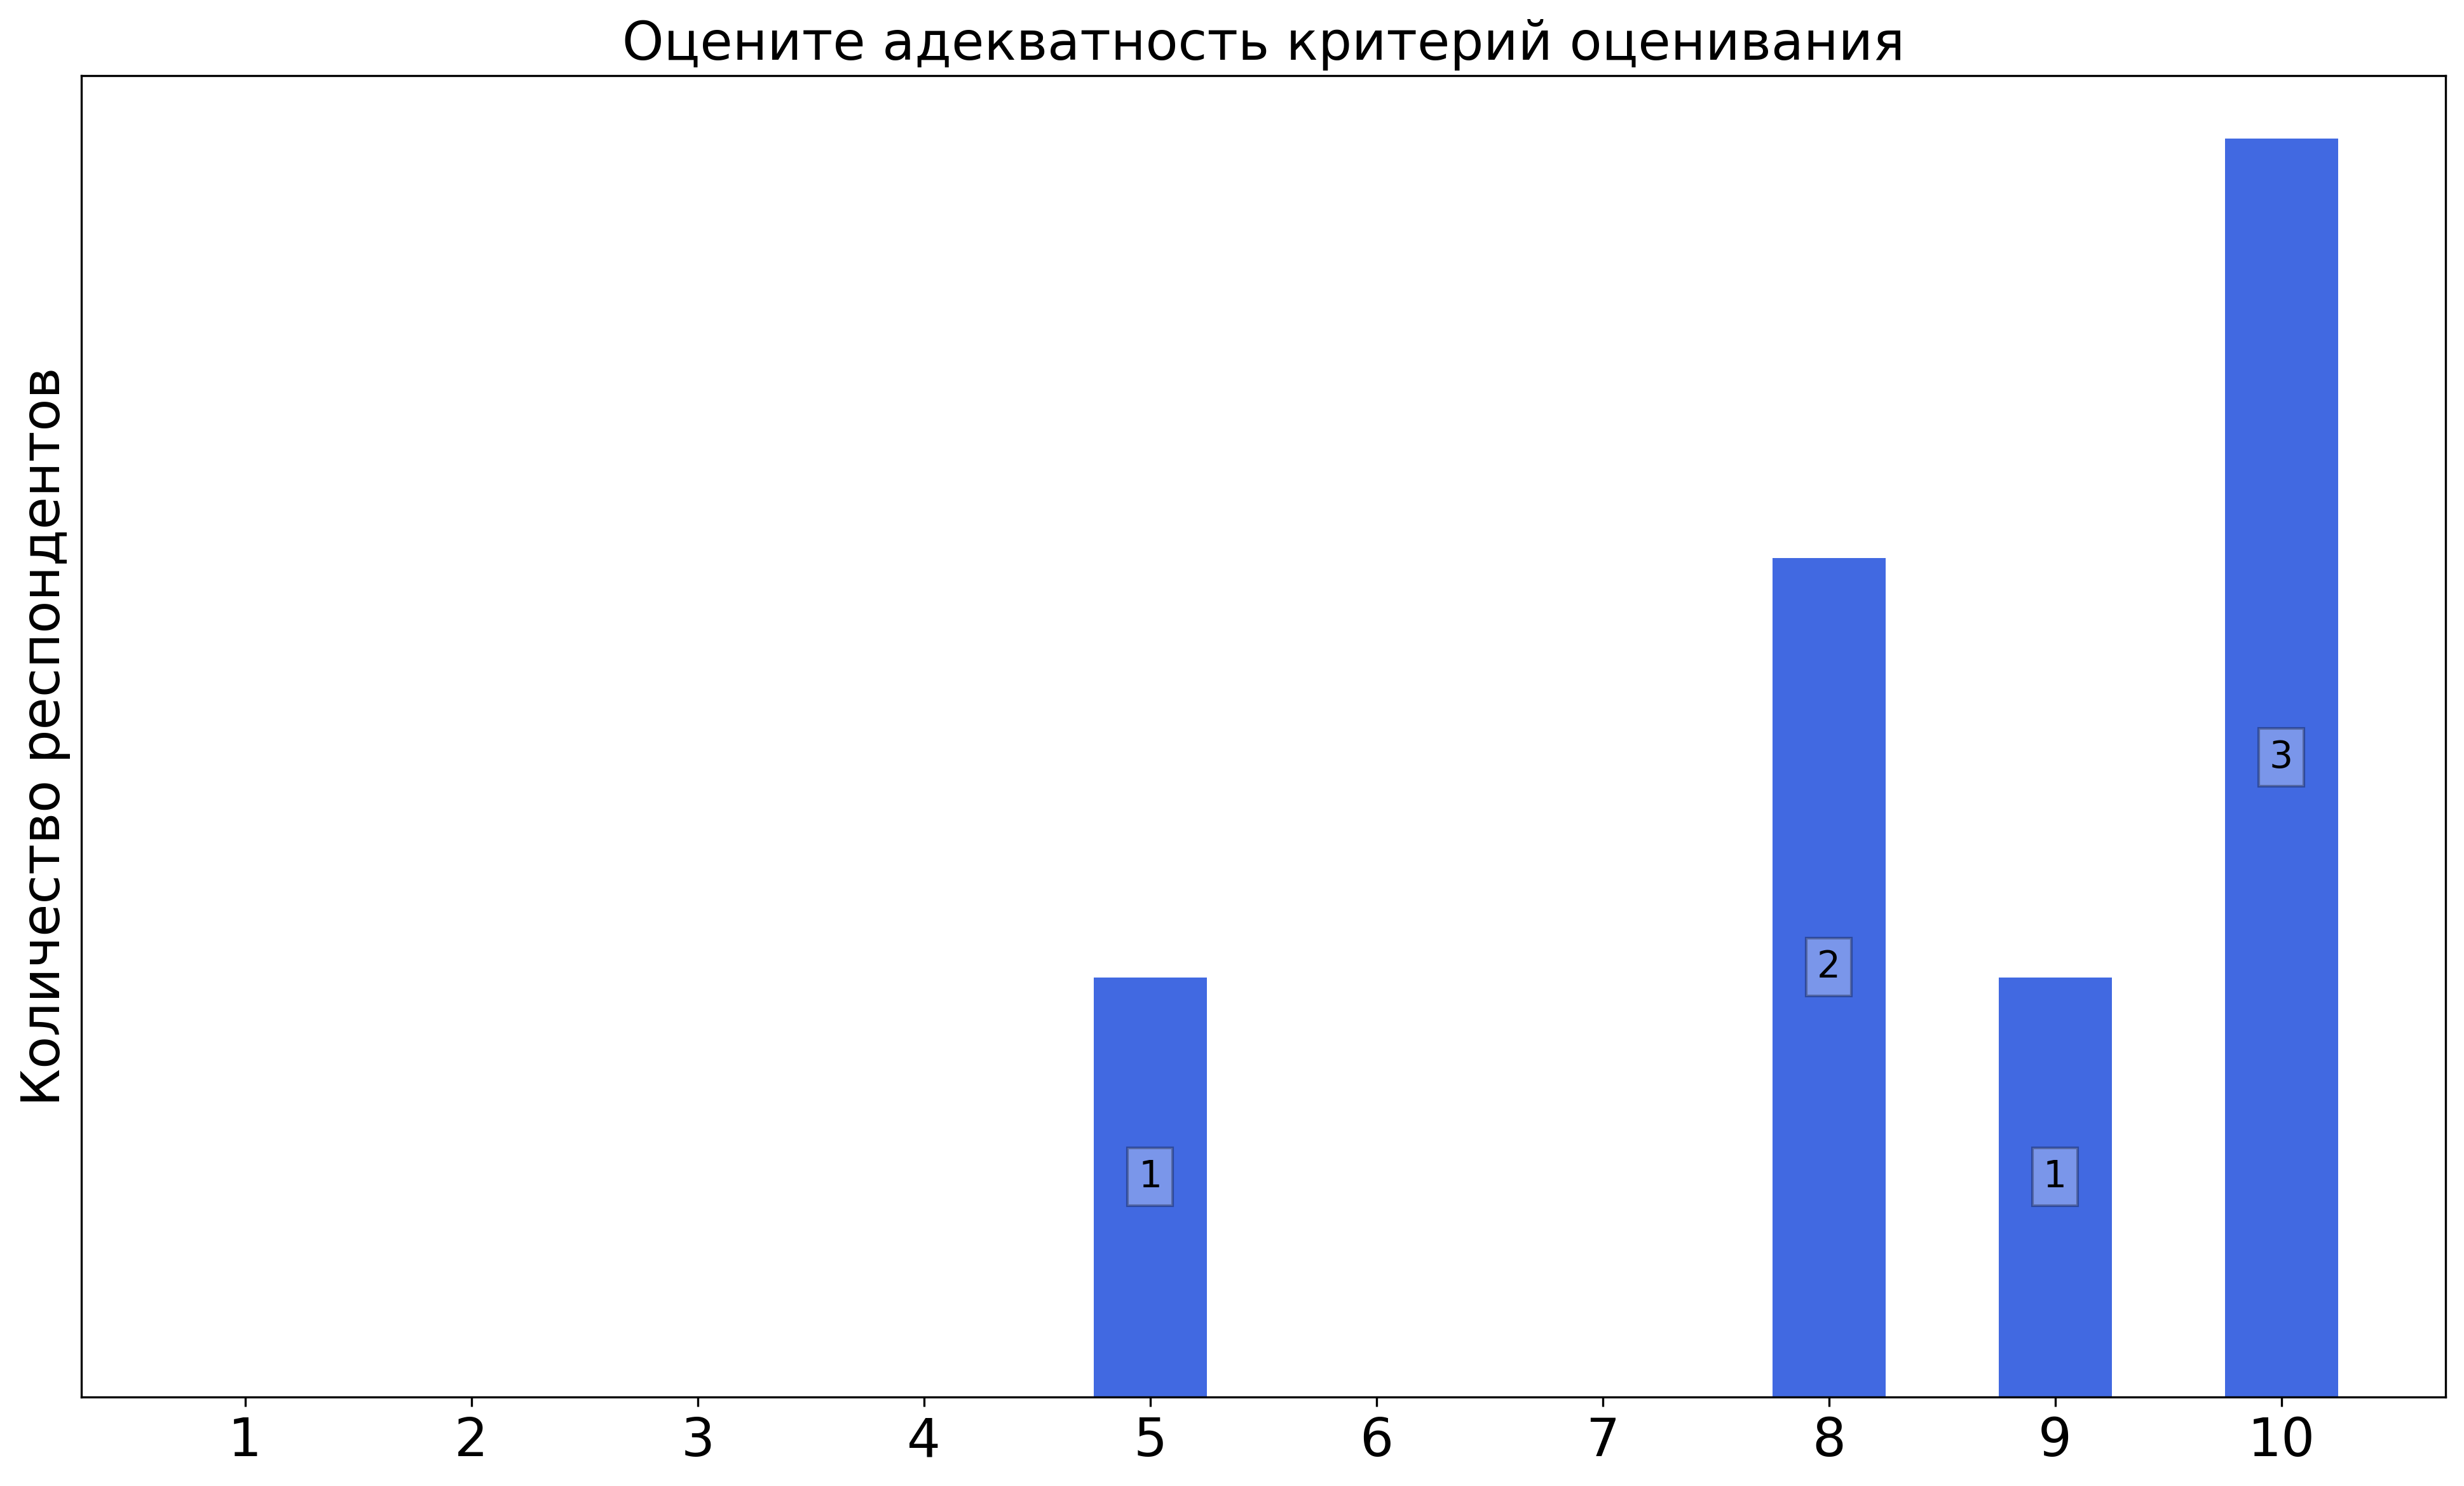 Оцените адекватность критерий оценивания
Количество респондентов
3
2
1
1
1 2 3 4 5 6 7 8 9 10